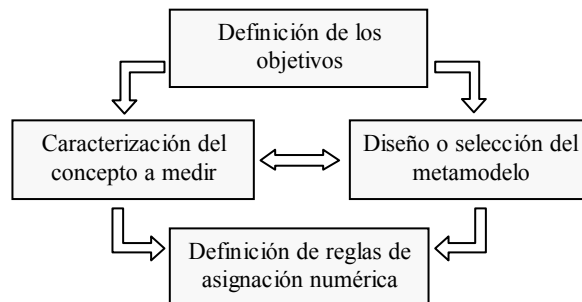 Definición de los
objetivos
Caracterización del
concepto a medir
Diseño o selección del
metamodelo
Definición de reglas de
asignación numérica